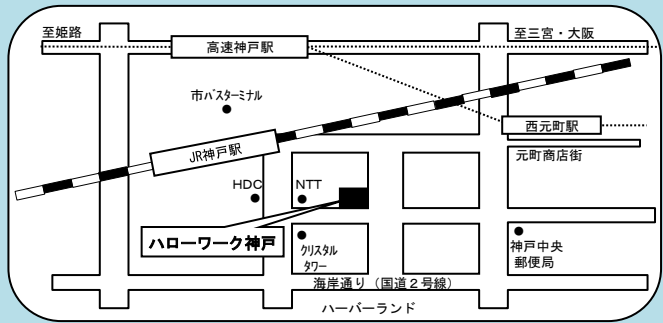 至姫路
高速神戸駅
至三宮・大阪
市バスターミナル
西元町駅
JR神戸駅
元町商店街
HDC
NTT
ハローワーク神戸
クリスタル
タワー
神戸中央
郵便局
海岸通り（国道２号線）
ハーバーランド